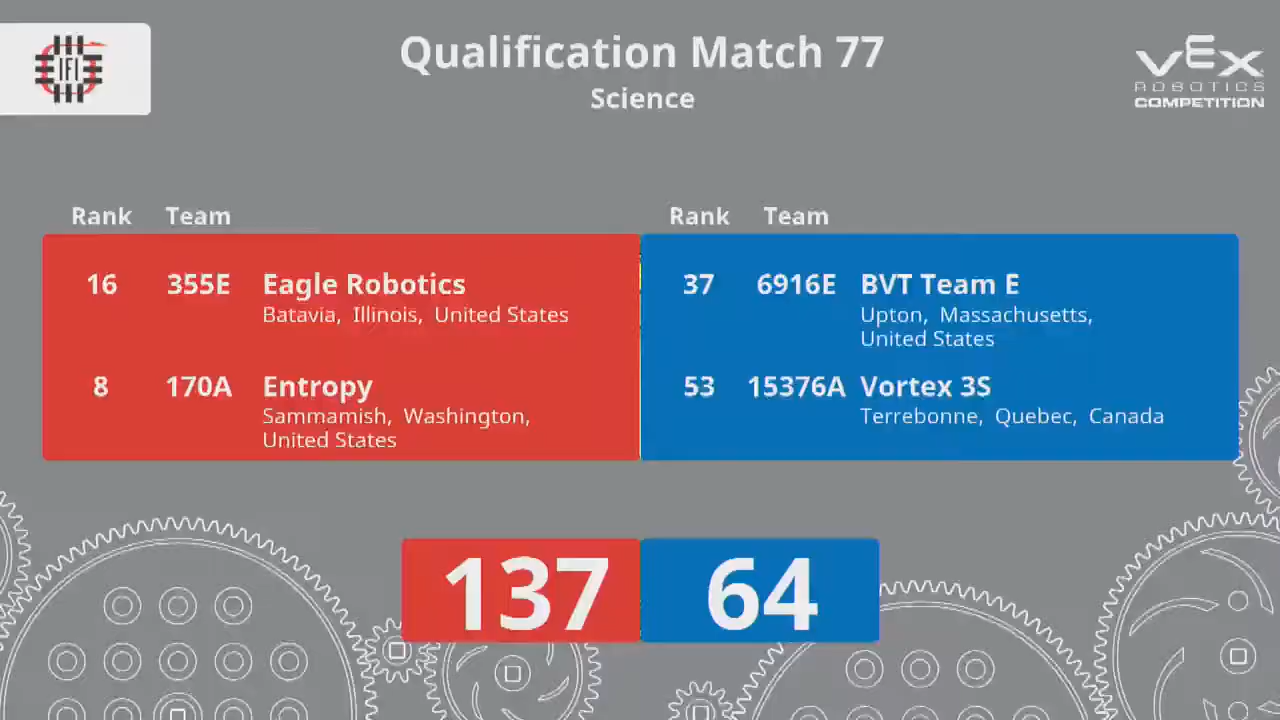 IFI
Qualification Match 77
Science
VEX
ROBOTICS
COMPETITION
Rank Team
16 355E Eagle Robotics
Batavia, Illinois, United States
8 170A Entropy
Sammamish, Washington,
United States
Rank Team
37 6916E BVT Team E
Upton, Massachusetts,
United States
53 15376A Vortex 3S
Terrebonne, Quebec, Canada
137
64